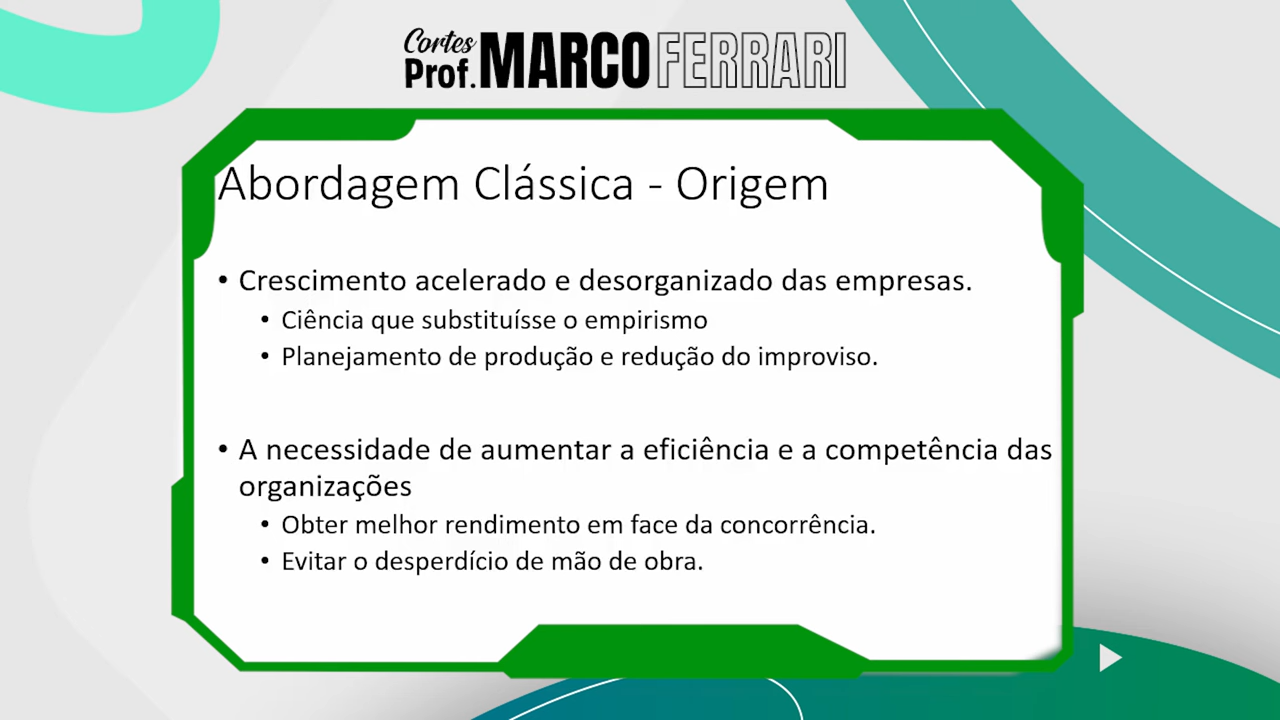 Cortes
Prof. MARCO FERRARI
Abordagem Clássica - Origem
• Crescimento acelerado e desorganizado das empresas.
• Ciência que substituísse o empirismo
• Planejamento de produção e redução do improviso.
• A necessidade de aumentar a eficiência e a competência das
organizações
• Obter melhor rendimento em face da concorrência.
• Evitar o desperdício de mão de obra.